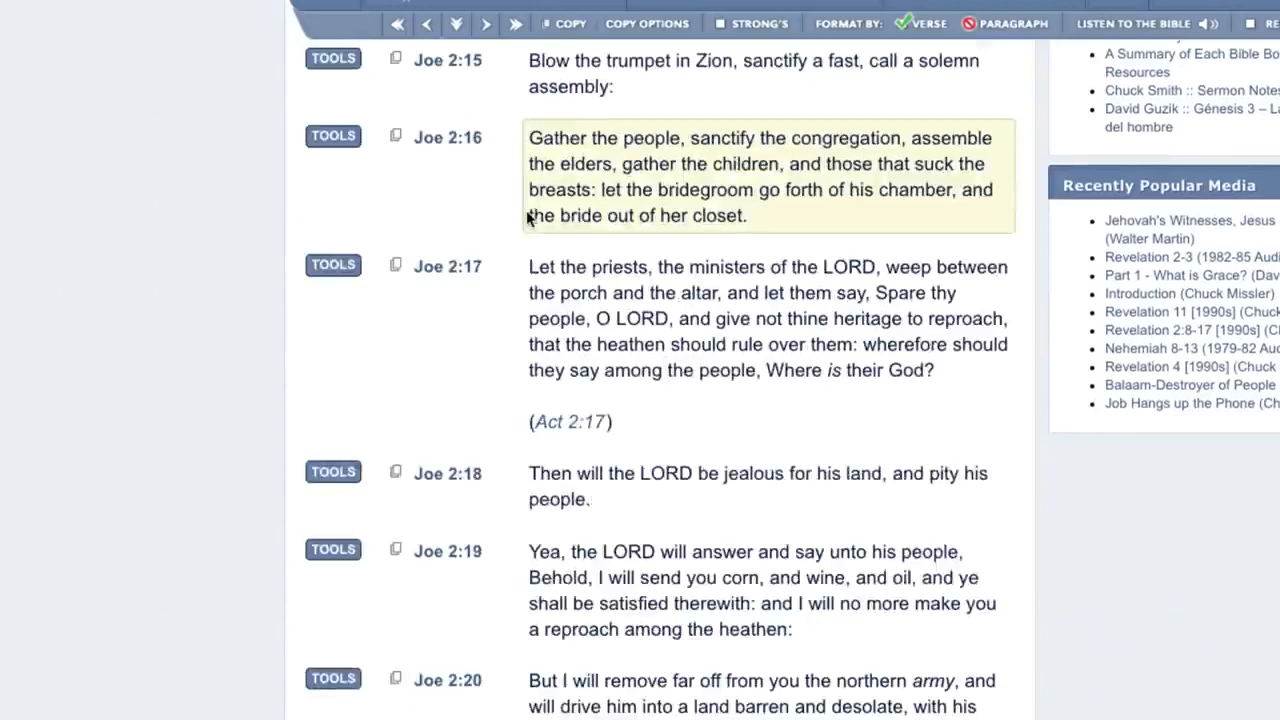 COPY COPY OPTIONS STRONG'S FORMAT BY: VERSE PARAGRAPH LISTEN TO THE BIBLE
TOOLS Joe 2:15 Blow the trumpet in Zion, sanctify a fast, call a solemn
assembly:
TOOLS Joe 2:16 Gather the people, sanctify the congregation, assemble
the elders, gather the children, and those that suck the
breasts: let the bridegroom go forth of his chamber, and
the bride out of her closet.
TOOLS Joe 2:17 Let the priests, the ministers of the LORD, weep between
the porch and the altar, and let them say, Spare thy
people, O LORD, and give not thine heritage to reproach,
that the heathen should rule over them: wherefore should
they say among the people, Where is their God?
(Act 2:17)
TOOLS Joe 2:18 Then will the LORD be jealous for his land, and pity his
people.
TOOLS Joe 2:19 Yea, the LORD will answer and say unto his people,
Behold, I will send you corn, and wine, and oil, and ye
shall be satisfied therewith: and I will no more make you
a reproach among the heathen:
TOOLS Joe 2:20 But I will remove far off from you the northern army, and
will drive him into a land barren and desolate, with his
A Summary of Each Bible
Resources
Chuck Smith :: Sermon Notes
David Guzik :: Génesis 3 –
del hombre
Recently Popular Media
Jehovah's Witnesses, Jesus
(Walter Martin)
Revelation 2-3 (1982-85
Part 1 - What is Grace?
Introduction (Chuck Missler)
Revelation 11 [1990s]
Revelation 2:8-17 [1990s]
Nehemiah 8-13 (1979-82
Revelation 4 [1990s] (Chuck
Balaam-Destroyer of People
Job Hangs up the Phone